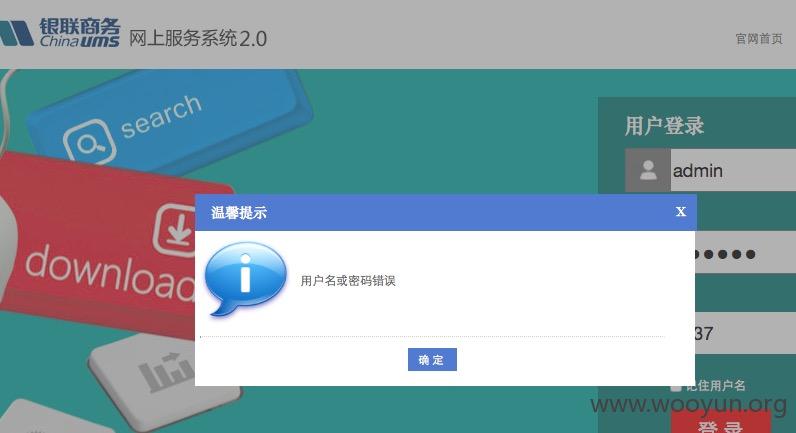 银联商务
China ums
网上服务系统2.0
官网首页
search
download
用户登录
admin
温馨提示
X
用户名或密码错误
确 定
●●●●●
37
记住用户名
登 录
www.wooyun.org